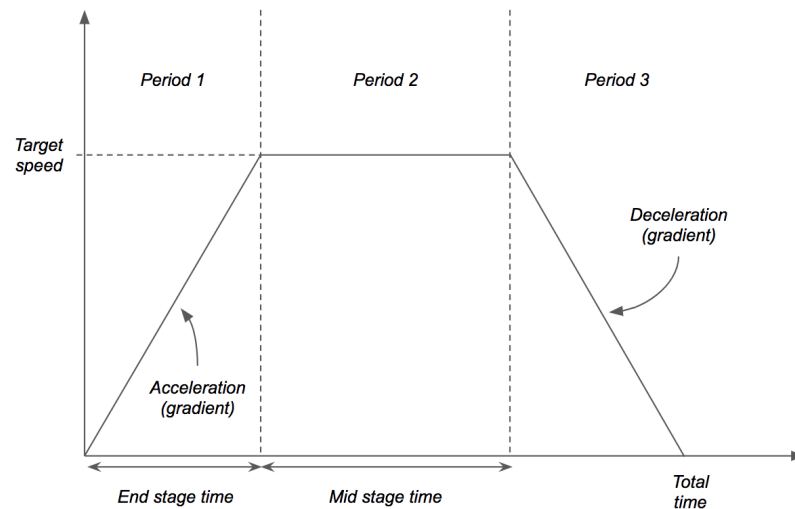 Period 1
Period 2
Period 3
Target
speed
Deceleration
(gradient)
Acceleration
(gradient)
End stage time
Mid stage time
Total
time